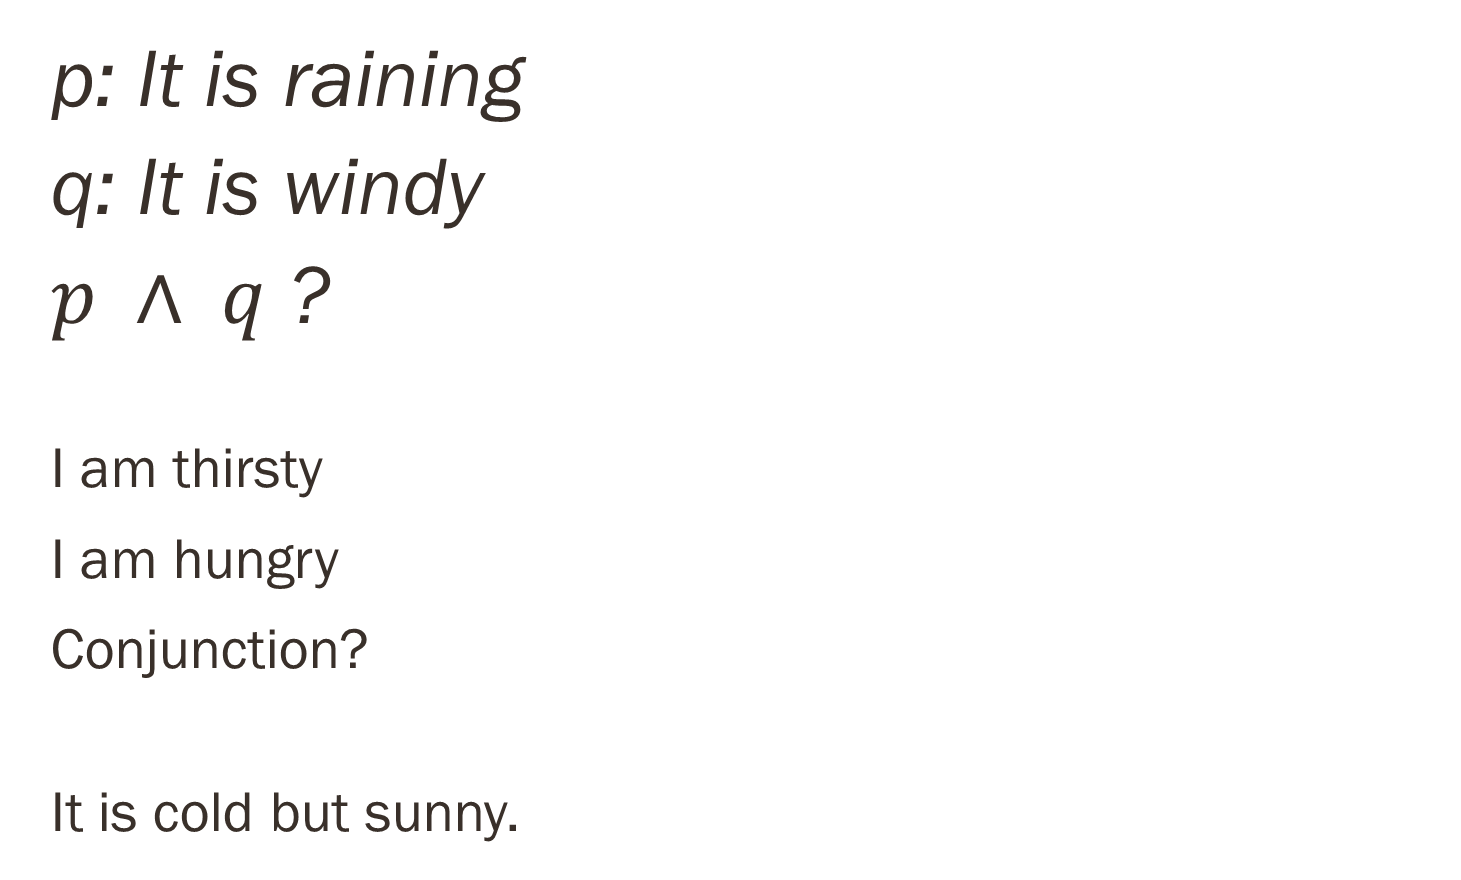 p: It is raining
q: It is windy
p ∧ q ?
I am thirsty
I am hungry
Conjunction?
It is cold but sunny.